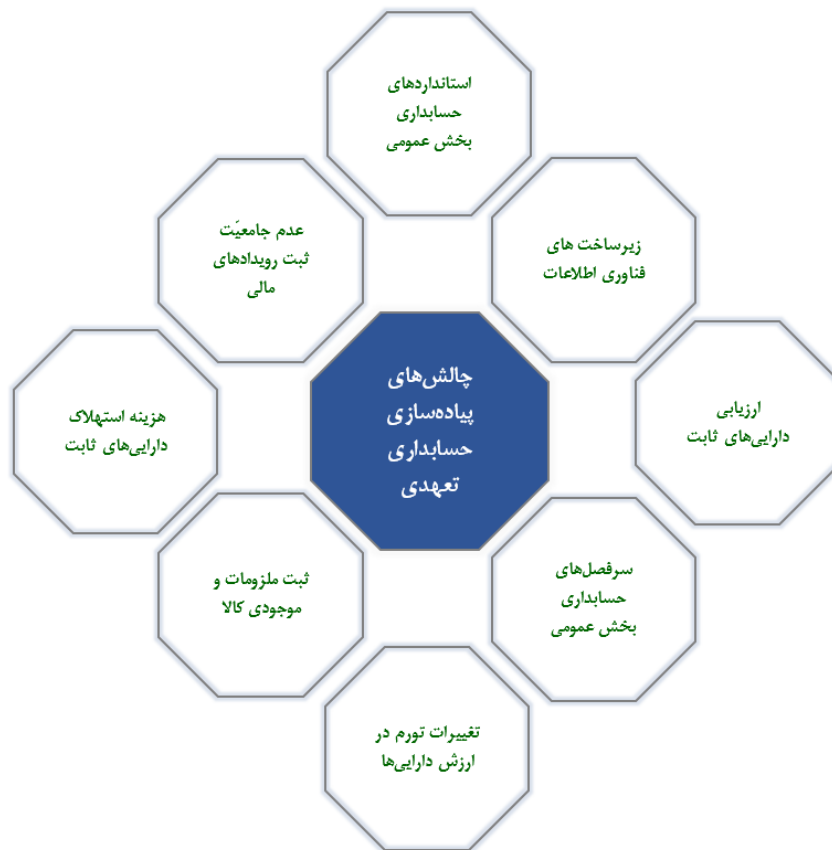 استانداردهای
حسابداری
بخش عمومی
زیرساخت های
فناوری اطلاعات
عدم جامعیّت
ثبت رویدادهای
مالی
ارزیابی
دارایی‌های ثابت
چالش‌های
پیاده‌سازی
حسابداری
تعهدی
هزینه استهلاک
دارایی‌های ثابت
سرفصل‌های
حسابداری
بخش عمومی
ثبت ملزومات و
موجودی کالا
تغییرات تورم در
ارزش دارایی‌ها